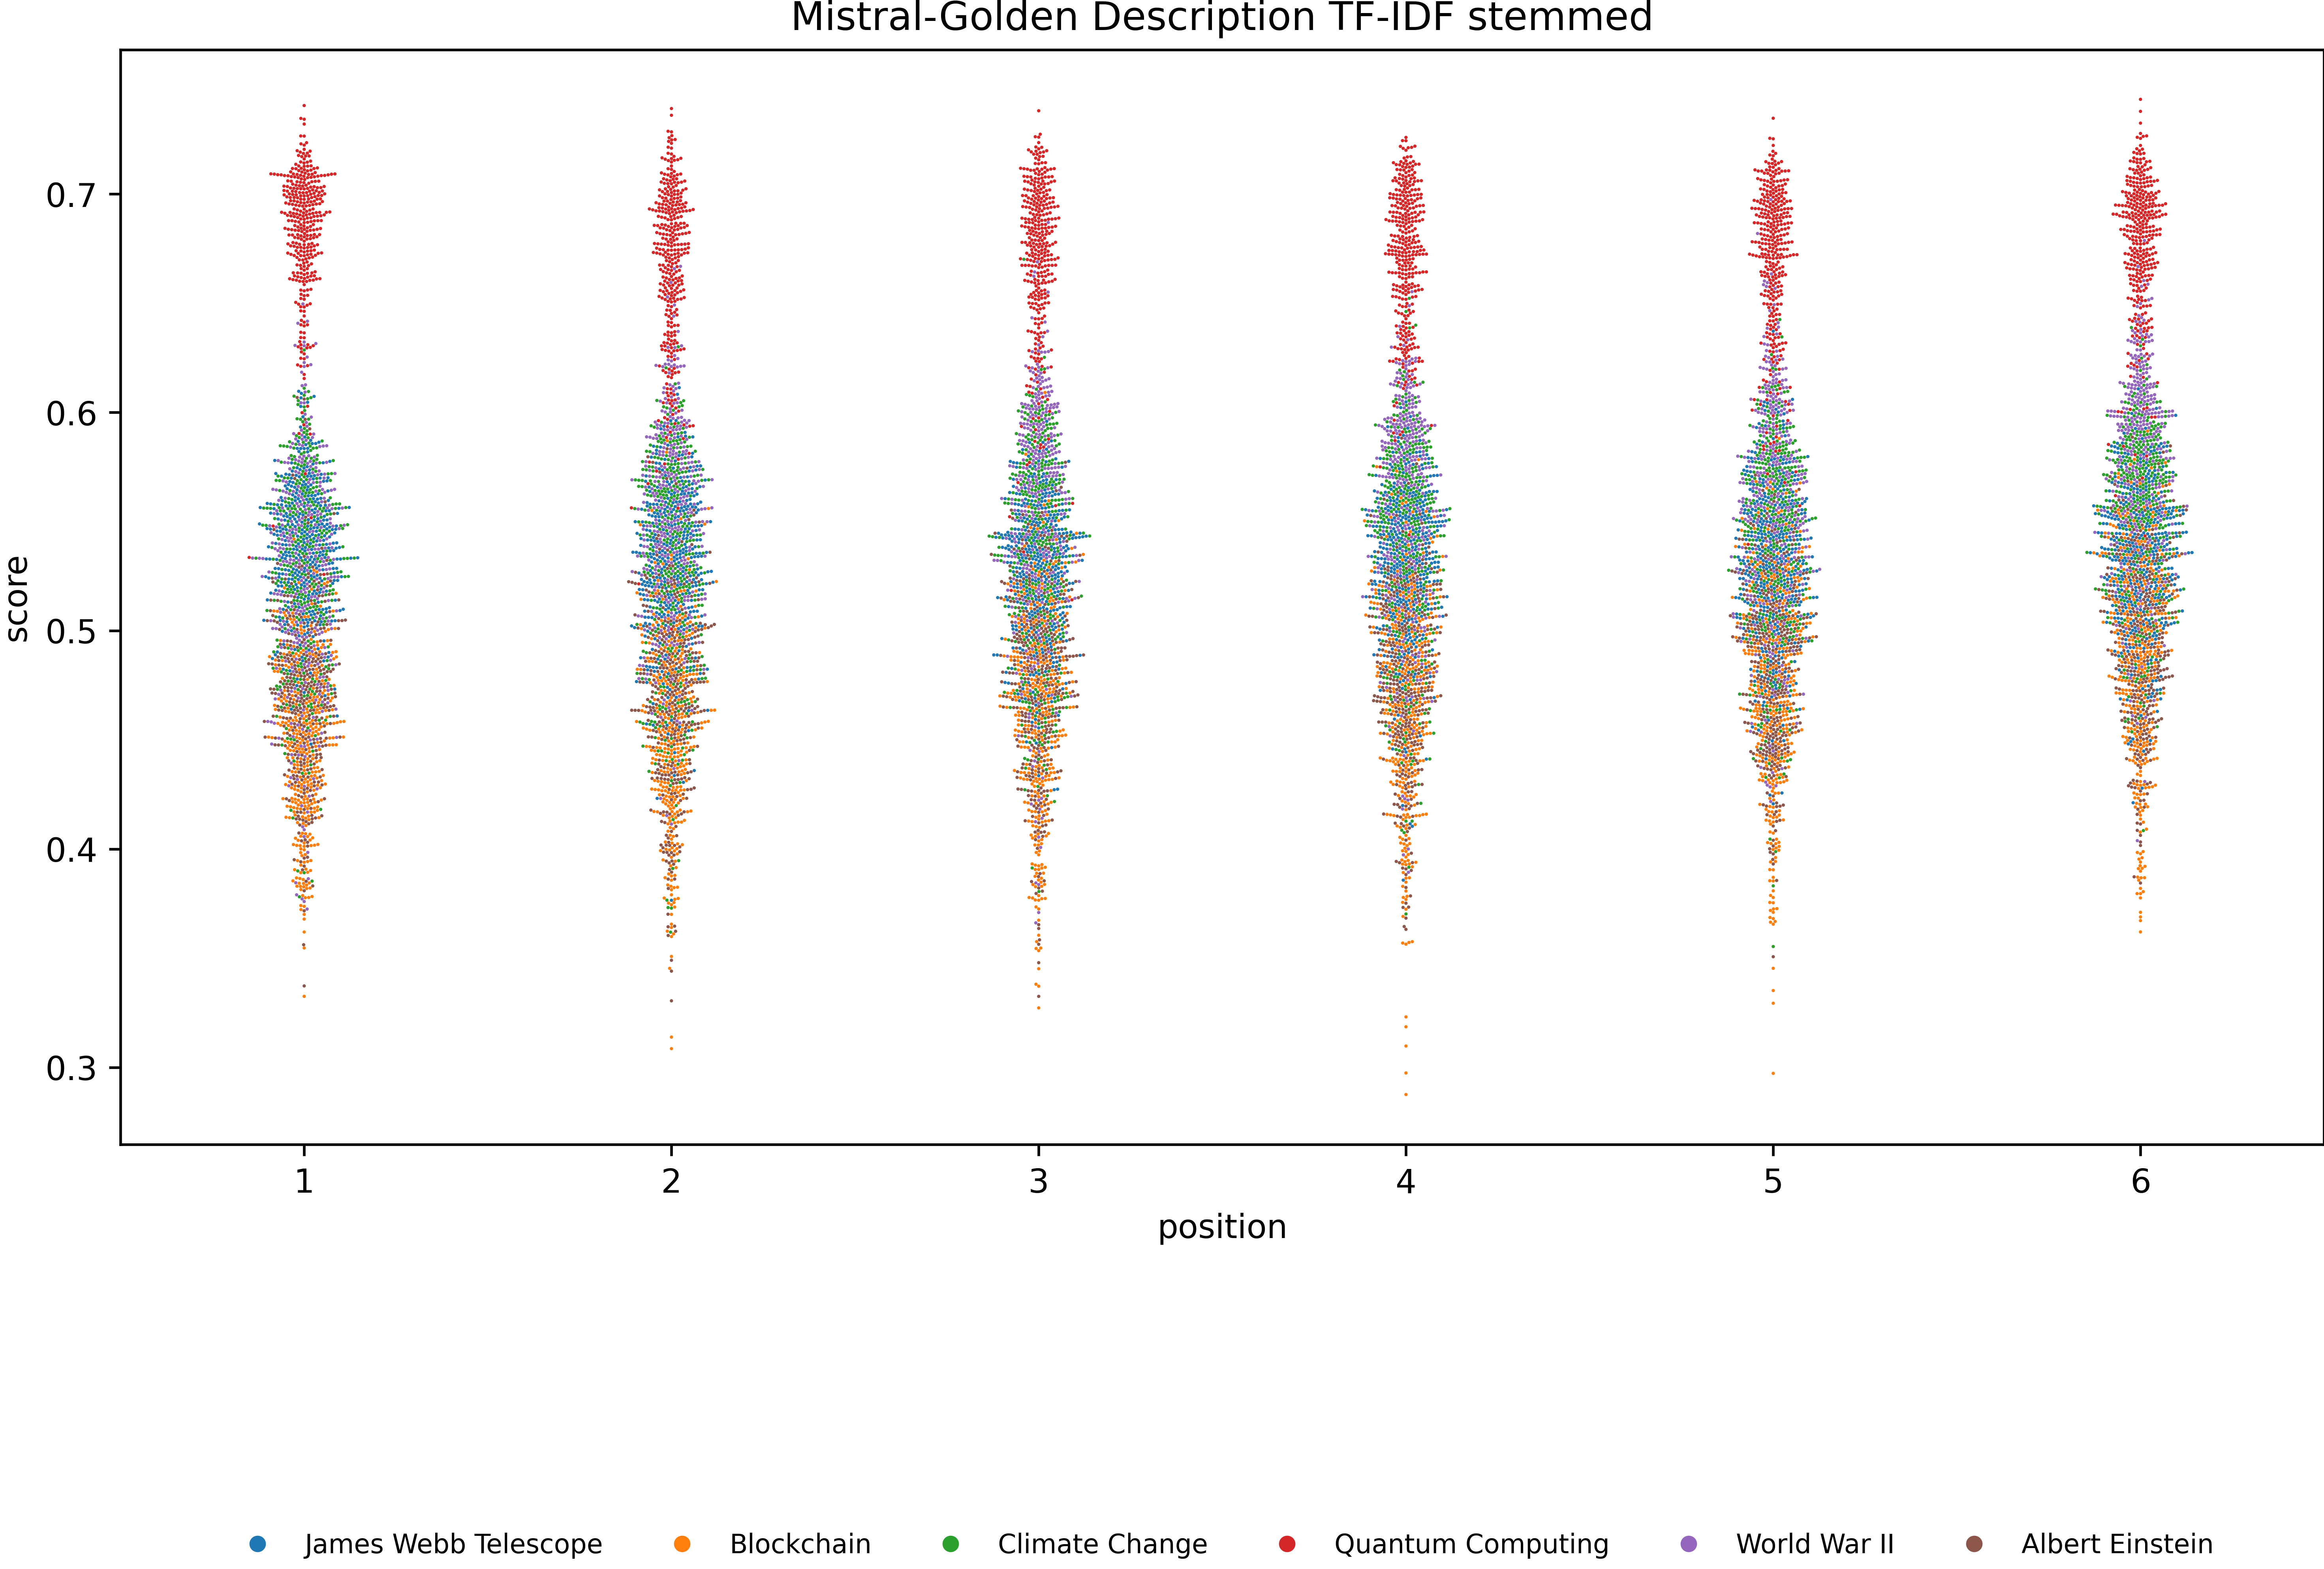 Mistral-Golden Description TF-IDF stemmed
score
0.7
0.6
0.5
0.4
0.3
1 2 3 4 5 6
position
James Webb Telescope Blockchain Climate Change Quantum Computing World War II Albert Einstein